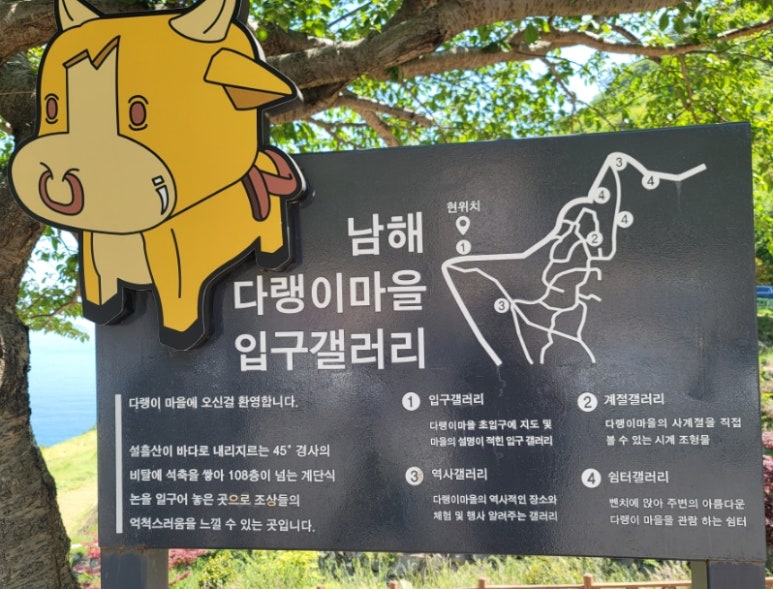 현위치
1
3
4
4
4
2
3
남해
다랭이마을
입구갤러리
다랭이 마을에 오신걸 환영합니다.
설흘산이 바다로 내리지르는 45° 경사의
비탈에 석축을 쌓아 108층이 넘는 계단식
논을 일구어 놓은 곳으로 조상들의
억척스러움을 느낄 수 있는 곳입니다.
1 입구갤러리
다랭이마을 초입구에 지도 및
마을의 설명이 적힌 입구 갤러리
2 계절갤러리
다랭이마을의 사계절을 직접
볼 수 있는 시계 조형물
3 역사갤러리
다랭이마을의 역사적인 장소와
체험 및 행사 알려주는 갤러리
4 쉼터갤러리
벤치에 앉아 주변의 아름다운
다랭이 마을을 관람 하는 쉼터